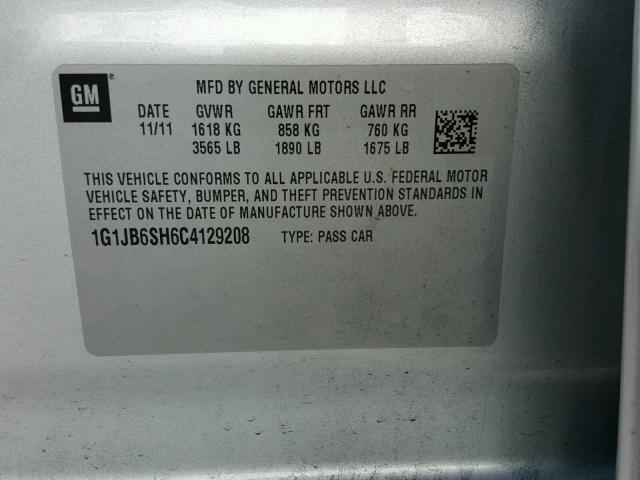 GM
MFD BY GENERAL MOTORS LLC
DATE GVWR GAWR FRT GAWR RR
11/11 1618 KG 858 KG 760 KG
3565 LB 1890 LB 1675 LB
THIS VEHICLE CONFORMS TO ALL APPLICABLE U.S. FEDERAL MOTOR
VEHICLE SAFETY, BUMPER, AND THEFT PREVENTION STANDARDS IN
EFFECT ON THE DATE OF MANUFACTURE SHOWN ABOVE.
1G1JB6SH6C4129208 TYPE: PASS CAR